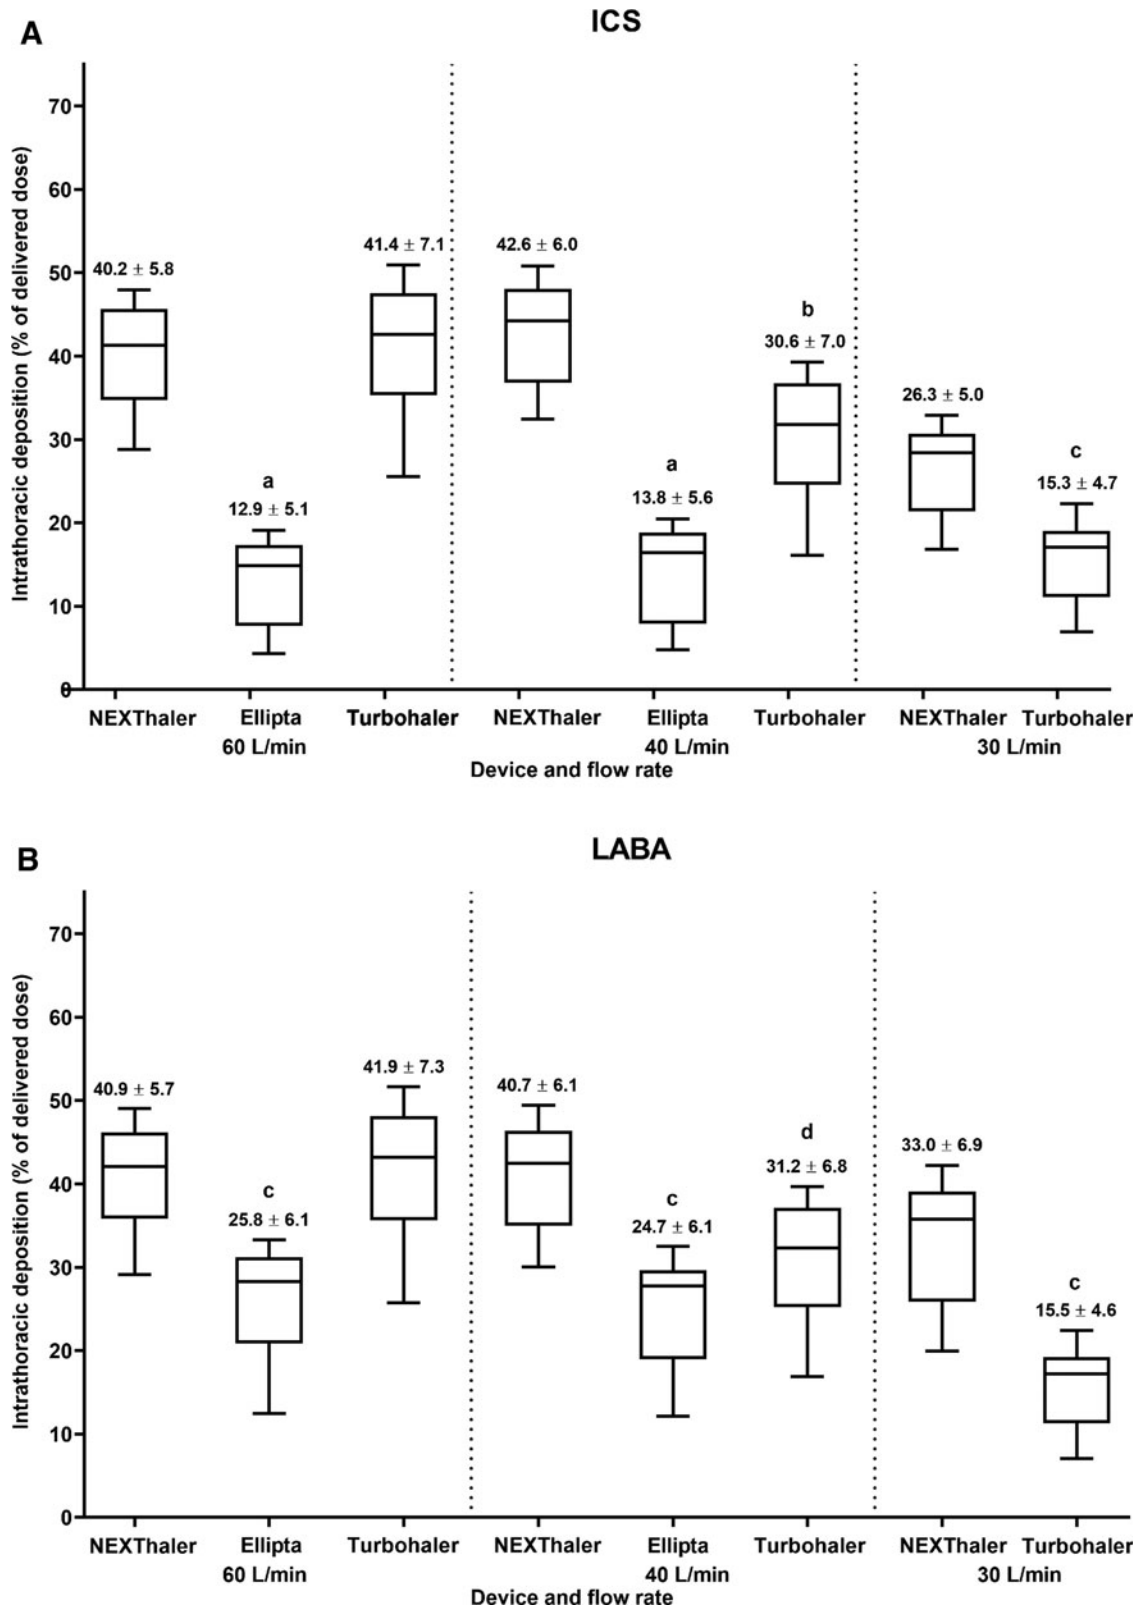 A
ICS
Intrathoracic deposition (% of delivered dose)
70
60
50
40
30
20
10
0
40.2 ± 5.8
a
12.9 ± 5.1
41.4 ± 7.1
42.6 ± 6.0
a
13.8 ± 5.6
b
30.6 ± 7.0
26.3 ± 5.0
c
15.3 ± 4.7
NEXThaler Ellipta Turbohaler NEXThaler Ellipta Turbohaler NEXThaler Turbohaler
60 L/min 40 L/min 30 L/min
Device and flow rate
B
LABA
Intrathoracic deposition (% of delivered dose)
70
60
50
40
30
20
10
0
40.9 ± 5.7
c
25.8 ± 6.1
41.9 ± 7.3
40.7 ± 6.1
c
24.7 ± 6.1
d
31.2 ± 6.8
33.0 ± 6.9
c
15.5 ± 4.6
NEXThaler Ellipta Turbohaler NEXThaler Ellipta Turbohaler NEXThaler Turbohaler
60 L/min 40 L/min 30 L/min
Device and flow rate